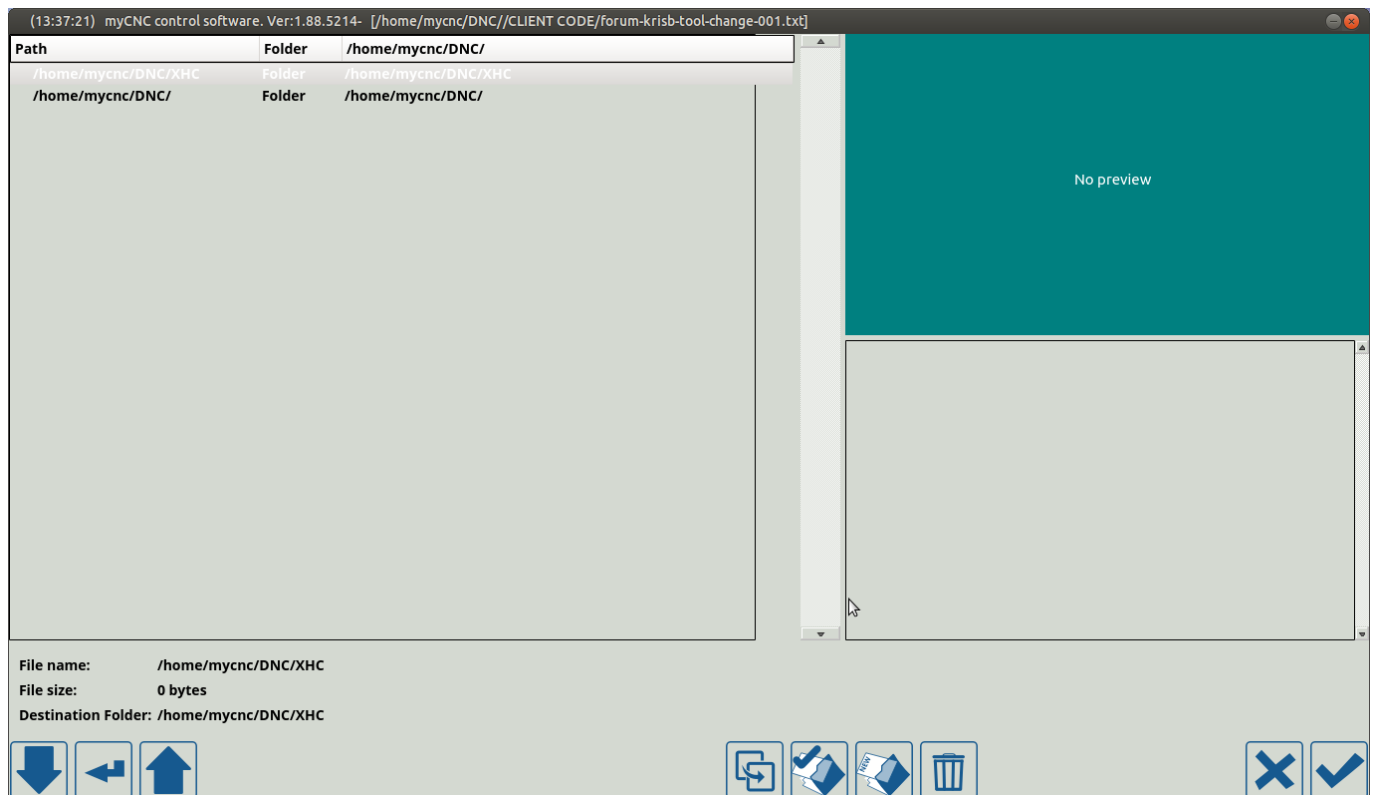 (13:37:21) myCNC control software. Ver:1.88.5214- [/home/mycnc/DNC//CLIENT CODE/forum-krisb-tool-change-001.txt]
Path Folder /home/mycnc/DNC/
/home/mycnc/DNC/XHC Folder /home/mycnc/DNC/XHC
/home/mycnc/DNC/ Folder /home/mycnc/DNC/
No preview
File name: /home/mycnc/DNC/XHC
File size: 0 bytes
Destination Folder: /home/mycnc/DNC/XHC
NEW